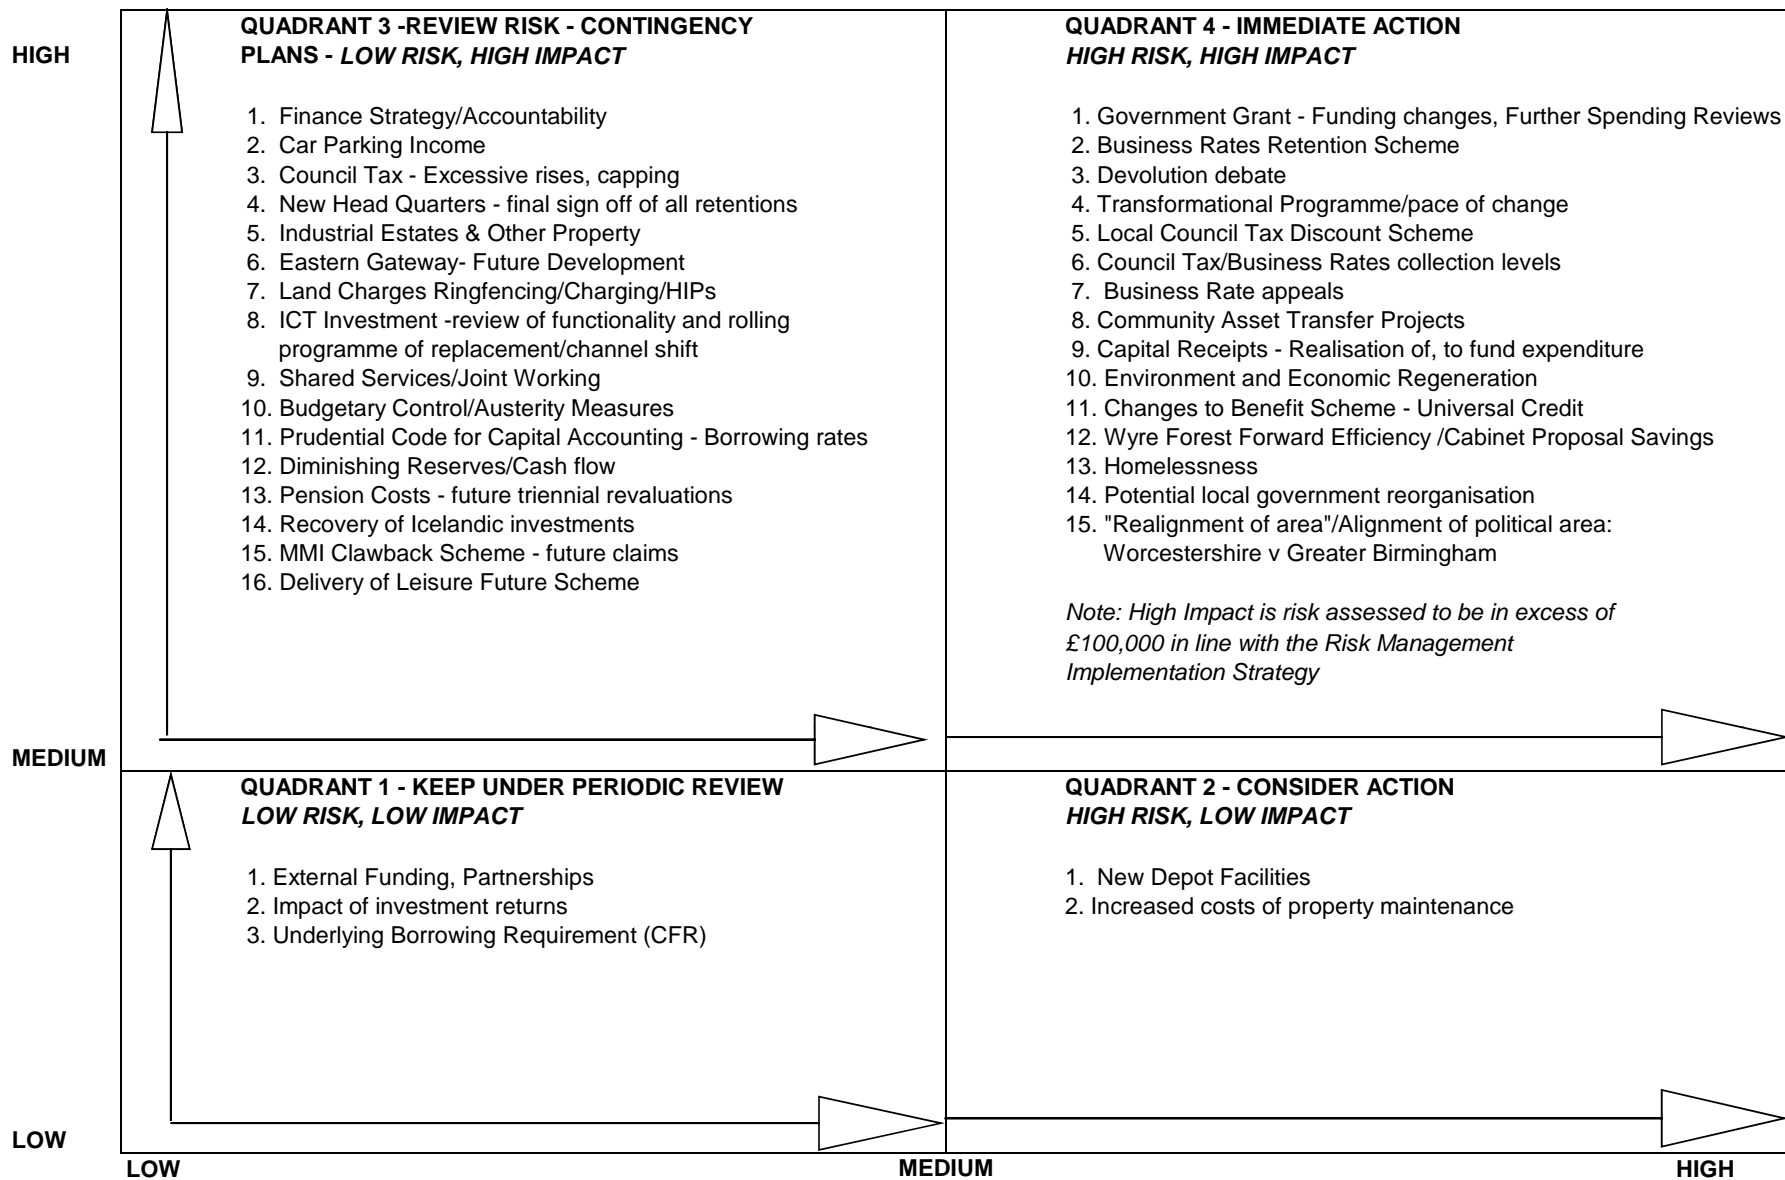 HIGH
QUADRANT 3 -REVIEW RISK - CONTINGENCY
PLANS - LOW RISK, HIGH IMPACT
1. Finance Strategy/Accountability
2. Car Parking Income
3. Council Tax - Excessive rises, capping
4. New Head Quarters - final sign off of all retentions
5. Industrial Estates & Other Property
6. Eastern Gateway- Future Development
7. Land Charges Ringfencing/Charging/HIPs
8. ICT Investment -review of functionality and rolling
programme of replacement/channel shift
9. Shared Services/Joint Working
10. Budgetary Control/Austerity Measures
11. Prudential Code for Capital Accounting - Borrowing rates
12. Diminishing Reserves/Cash flow
13. Pension Costs - future triennial revaluations
14. Recovery of Icelandic investments
15. MMI Clawback Scheme - future claims
16. Delivery of Leisure Future Scheme
QUADRANT 4 - IMMEDIATE ACTION
HIGH RISK, HIGH IMPACT
1. Government Grant - Funding changes, Further Spending Reviews
2. Business Rates Retention Scheme
3. Devolution debate
4. Transformational Programme/pace of change
5. Local Council Tax Discount Scheme
6. Council Tax/Business Rates collection levels
7. Business Rate appeals
8. Community Asset Transfer Projects
9. Capital Receipts - Realisation of, to fund expenditure
10. Environment and Economic Regeneration
11. Changes to Benefit Scheme - Universal Credit
12. Wyre Forest Forward Efficiency /Cabinet Proposal Savings
13. Homelessness
14. Potential local government reorganisation
15. "Realignment of area"/Alignment of political area:
Worcestershire v Greater Birmingham
Note: High Impact is risk assessed to be in excess of
£100,000 in line with the Risk Management
Implementation Strategy
MEDIUM
QUADRANT 1 - KEEP UNDER PERIODIC REVIEW
LOW RISK, LOW IMPACT
1. External Funding, Partnerships
2. Impact of investment returns
3. Underlying Borrowing Requirement (CFR)
QUADRANT 2 - CONSIDER ACTION
HIGH RISK, LOW IMPACT
1. New Depot Facilities
2. Increased costs of property maintenance
LOW
LOW
MEDIUM
HIGH